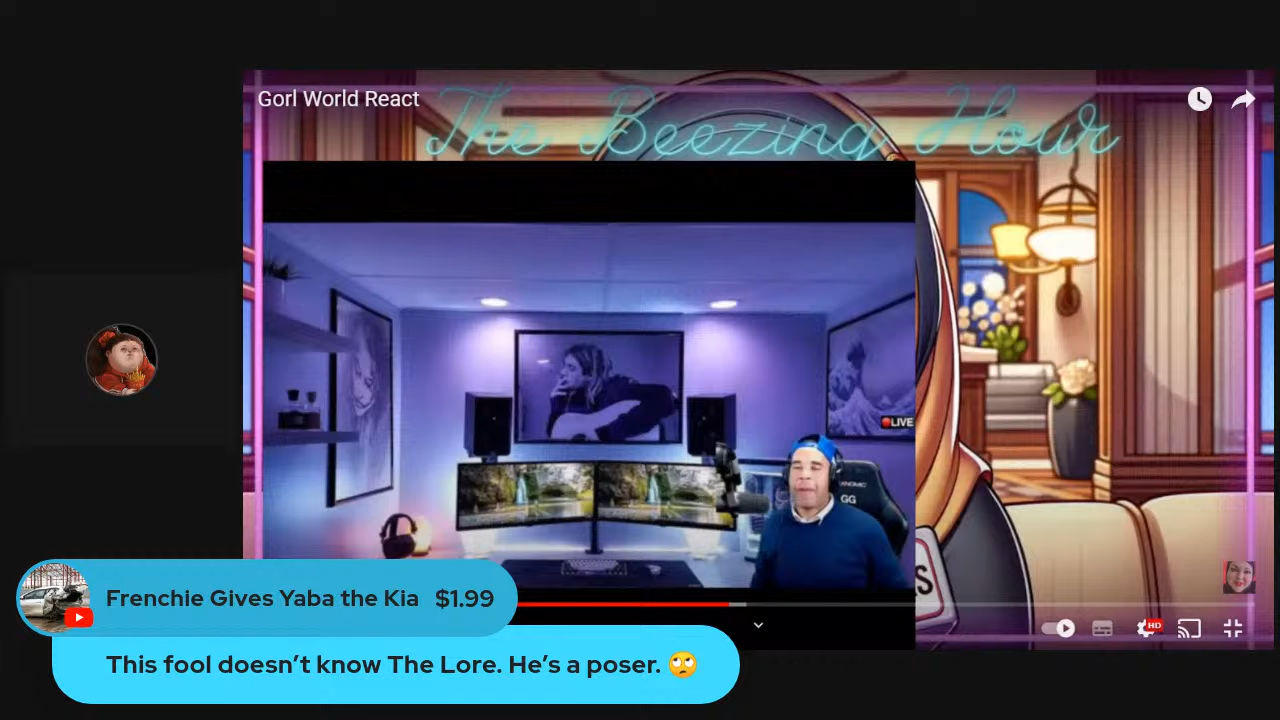 Gorl World React
The Beezing Hour
LIVE
GG
S
HD
Frenchie Gives Yaba the Kia $1.99
This fool doesn’t know The Lore. He’s a poser. 🙄